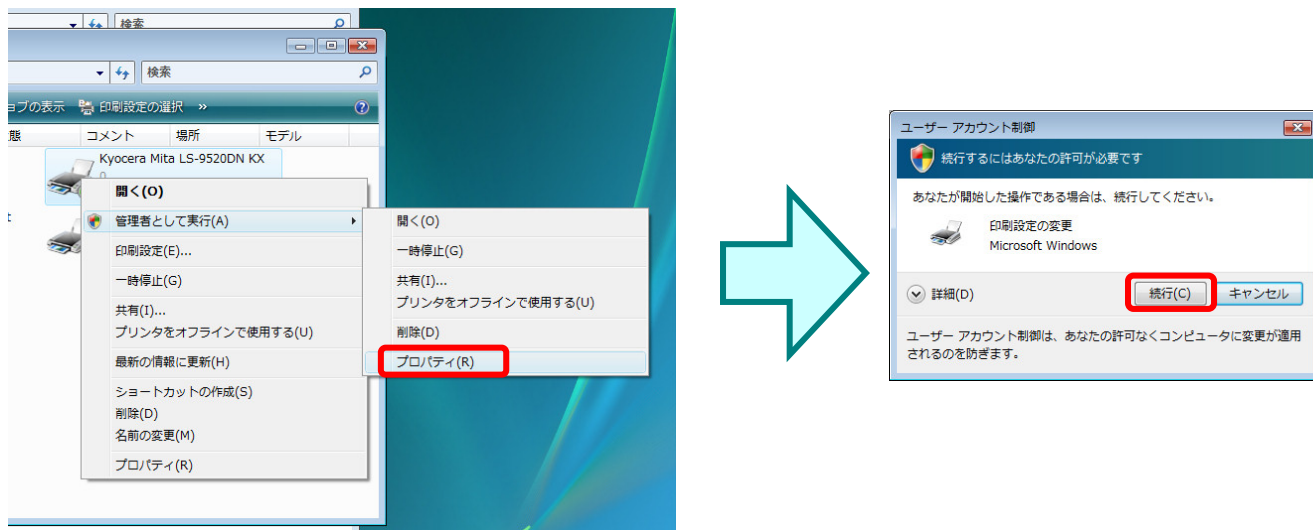 検索
検索
ョブの表示 印刷設定の選択 »
態 コメント 場所 モデル
Kyocera Mita LS-9520DN KX
0
開く(O)
管理者として実行(A)
印刷設定(E)...
一時停止(G)
共有(I)...
プリンタをオフラインで使用する(U)
最新の情報に更新(H)
ショートカットの作成(S)
削除(D)
名前の変更(M)
プロパティ(R)
開く(O)
一時停止(G)
共有(I)...
プリンタをオフラインで使用する(U)
削除(D)
プロパティ(R)
ユーザー アカウント制御
続行するにはあなたの許可が必要です
あなたが開始した操作である場合は、続行してください。
印刷設定の変更
Microsoft Windows
詳細(D)
続行(C)
キャンセル
ユーザー アカウント制御は、あなたの許可なくコンピュータに変更が適用
されるのを防ぎます。